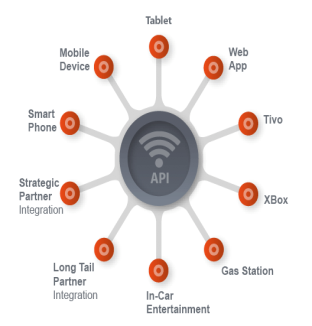 Tablet
Mobile
Device
Web
App
Smart
Phone
Tivo
API
Strategic
Partner
Integration
XBox
Long Tail
Partner
Integration
Gas Station
In-Car
Entertainment